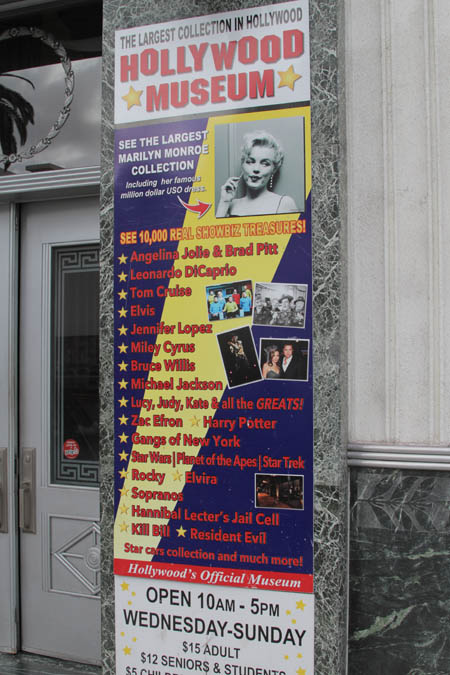 THE LARGEST COLLECTION IN HOLLYWOOD
HOLLYWOOD
MUSEUM
SEE THE LARGEST
MARILYN MONROE
COLLECTION
Including her famous
million dollar USO dress.
SEE 10,000 REAL SHOWBIZ TREASURES!
Angelina Jolie & Brad Pitt
Leonardo DiCaprio
Tom Cruise
Elvis
Jennifer Lopez
Miley Cyrus
Bruce Willis
Michael Jackson
Lucy, Judy, Kate & all the GREATS!
Zac Efron Harry Potter
Gangs of New York
Star Wars | Planet of the Apes | Star Trek
Rocky Elvira
Sopranos
Hannibal Lecter's Jail Cell
Kill Bill Resident Evil
Star cars collection and much more!
Hollywood's Official Museum
OPEN 10AM - 5PM
WEDNESDAY-SUNDAY
$15 ADULT
$12 SENIORS & STUDENTS